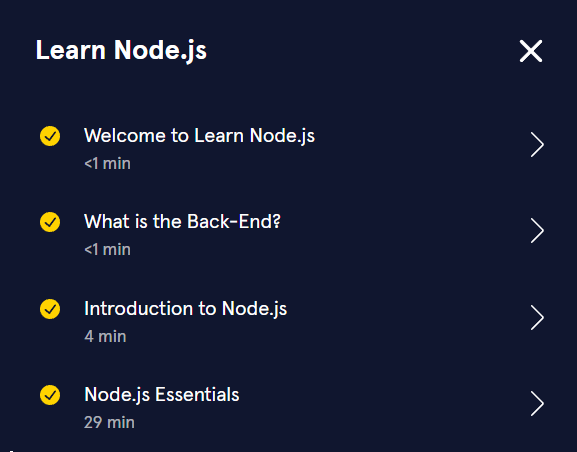 Learn Node.js
Welcome to Learn Node.js
<1 min
What is the Back-End?
<1 min
Introduction to Node.js
4 min
Node.js Essentials
29 min